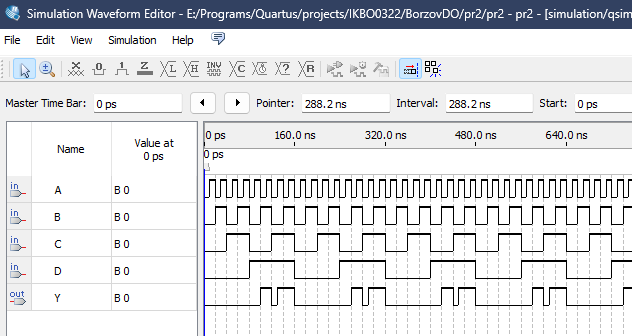 Simulation Waveform Editor - E:/Programs/Quartus/projects/IKBO0322/BorzovDO/pr2/pr2 - pr2 - [simulation/qsim
File Edit View Simulation Help
Master Time Bar: 0 ps Pointer: 288.2 ns Interval: 288.2 ns Start: 0 ps
Name Value at 0 ps 0 ps 160.0 ns 320.0 ns 480.0 ns 640.0 ns
0 ps
in A B 0
in B B 0
in C B 0
in D B 0
out Y B 0